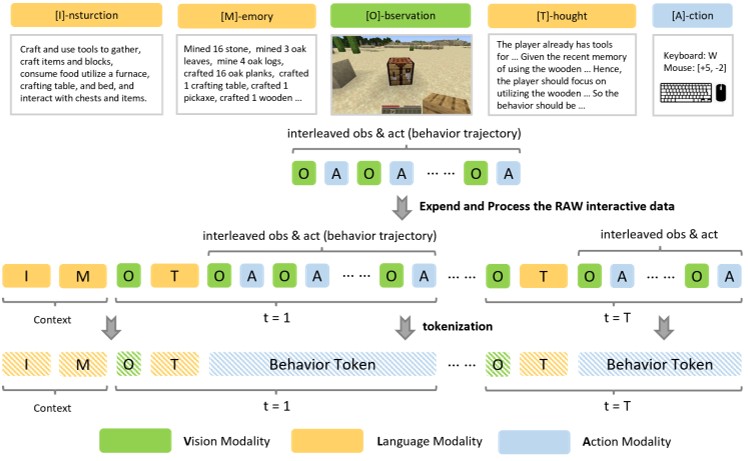 [I]-nsturction
[M]-emory
[O]-bservation
[T]-hought
[A]-ction
Craft and use tools to gather,
craft items and blocks,
consume food utilize a furnace,
crafting table, and bed, and
interact with chests and items.
Mined 16 stone, mined 3 oak
leaves, mine 4 oak logs,
crafted 16 oak planks, crafted
1 crafting table, crafted 1
pickaxe, crafted 1 wooden ...
The player already has tools
for ... Given the recent memory
of using the wooden ... Hence,
the player should focus on
utilizing the wooden ... So the
behavior should be ...
Keyboard: W
Mouse: [+5, -2]
interleaved obs & act (behavior trajectory)
O A O A ... ... O A
Expend and Process the RAW interactive data
interleaved obs & act (behavior trajectory)
interleaved obs & act
I M O T O A O A ... ... O A ... ... O T O A ... ... O A
Context
t = 1
t = T
tokenization
I M O T Behavior Token ... ... O T Behavior Token
Context
t = 1
t = T
Vision Modality
Language Modality
Action Modality